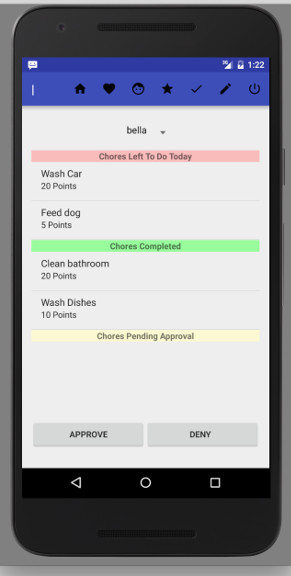 1:22
bella
Chores Left To Do Today
Wash Car
20 Points
Feed dog
5 Points
Chores Completed
Clean bathroom
20 Points
Wash Dishes
10 Points
Chores Pending Approval
APPROVE DENY